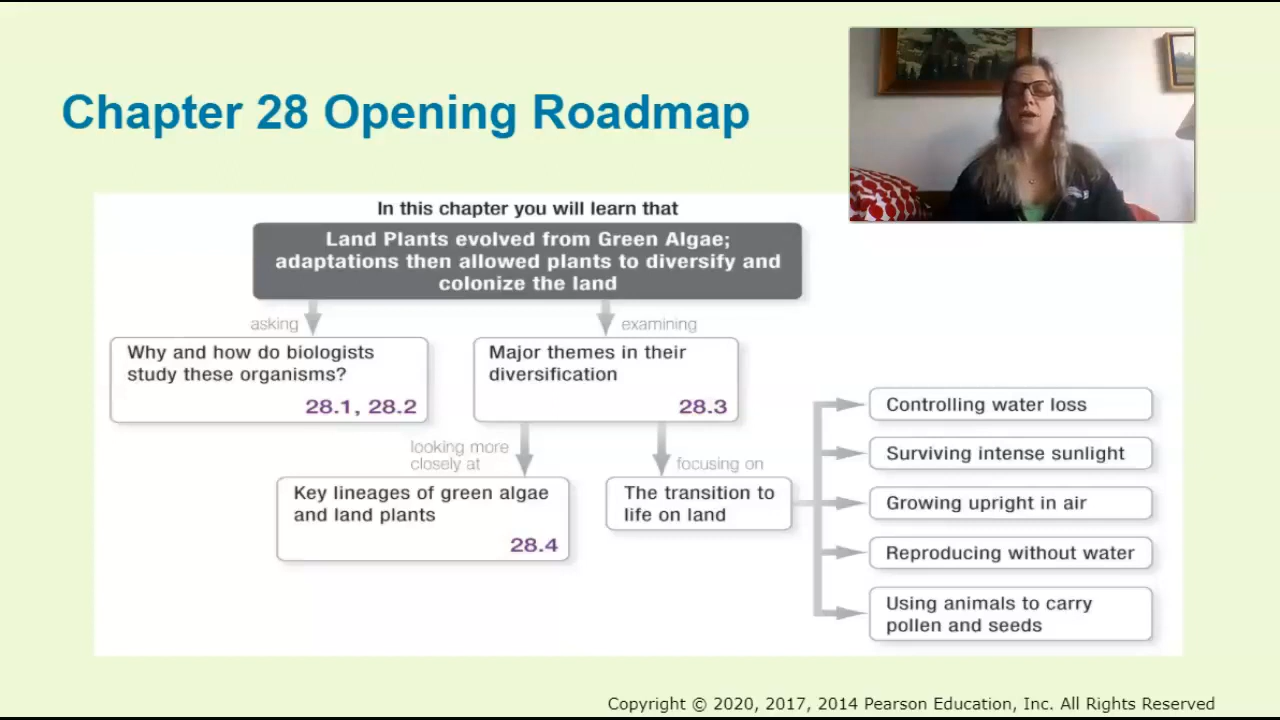 Chapter 28 Opening Roadmap
In this chapter you will learn that
Land Plants evolved from Green Algae;
adaptations then allowed plants to diversify and
colonize the land
asking
examining
Why and how do biologists
study these organisms?
28.1, 28.2
Major themes in their
diversification
28.3
looking more
closely at
focusing on
Key lineages of green algae
and land plants
28.4
The transition to
life on land
Controlling water loss
Surviving intense sunlight
Growing upright in air
Reproducing without water
Using animals to carry
pollen and seeds
Copyright © 2020, 2017, 2014 Pearson Education, Inc. All Rights Reserved